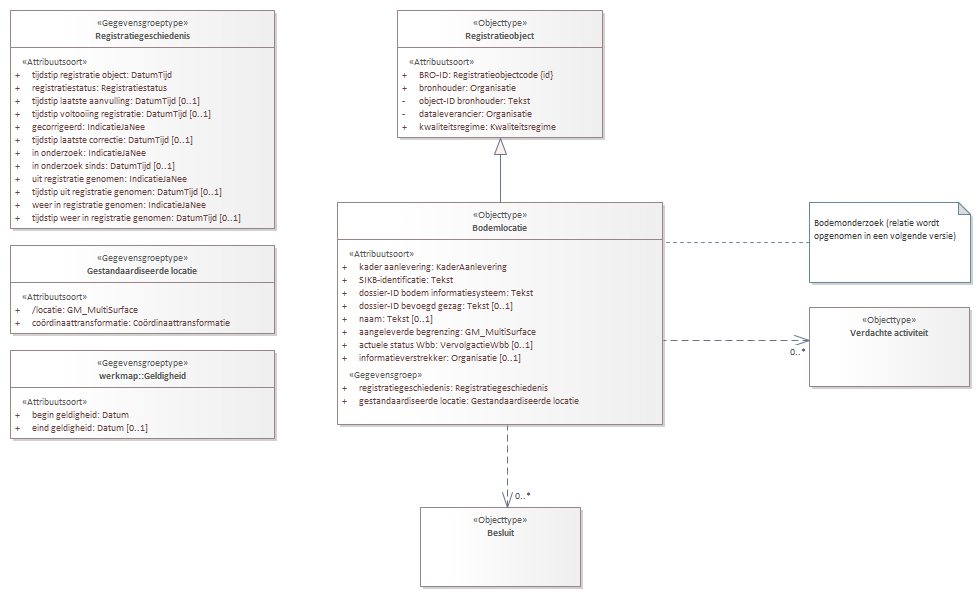 «Gegevensgroeptype»
Registratiegeschiedenis
«Attribuutsoort»
+ tijdstip registratie object: DatumTijd
+ registratiestatus: Registratiestatus
+ tijdstip laatste aanvulling: DatumTijd [0..1]
+ tijdstip voltooiing registratie: DatumTijd [0..1]
+ gecorrigeerd: IndicatieJaNee
+ tijdstip laatste correctie: DatumTijd [0..1]
+ in onderzoek: IndicatieJaNee
+ in onderzoek sinds: DatumTijd [0..1]
+ uit registratie genomen: IndicatieJaNee
+ tijdstip uit registratie genomen: DatumTijd [0..1]
+ weer in registratie genomen: IndicatieJaNee
+ tijdstip weer in registratie genomen: DatumTijd [0..1]
«Gegevensgroeptype»
Gestandaardiseerde locatie
«Attribuutsoort»
+ /locatie: GM_MultiSurface
+ coördinaattransformatie: Coördinaattransformatie
«Gegevensgroeptype»
werkmap::Geldigheid
«Attribuutsoort»
+ begin geldigheid: Datum
+ eind geldigheid: Datum [0..1]
«Objecttype»
Registratieobject
«Attribuutsoort»
+ BRO-ID: Registratieobjectcode {id}
+ bronhouder: Organisatie
- object-ID bronhouder: Tekst
- dataleverancier: Organisatie
+ kwaliteitsregime: Kwaliteitsregime
«Objecttype»
Bodemlocatie
«Attribuutsoort»
+ kader aanlevering: KaderAanlevering
+ SIKB-identificatie: Tekst
+ dossier-ID bodem informatiesysteem: Tekst
+ dossier-ID bevoegd gezag: Tekst [0..1]
+ naam: Tekst [0..1]
+ aangeleverde begrenzing: GM_MultiSurface
+ actuele status Wbb: VervolgactieWbb [0..1]
+ informatieverstrekker: Organisatie [0..1]
«Gegevensgroep»
+ registratiegeschiedenis: Registratiegeschiedenis
+ gestandaardiseerde locatie: Gestandaardiseerde locatie
Bodemonderzoek (relatie wordt
opgenomen in een volgende versie)
«Objecttype»
Verdachte activiteit
0..*
0..*
«Objecttype»
Besluit